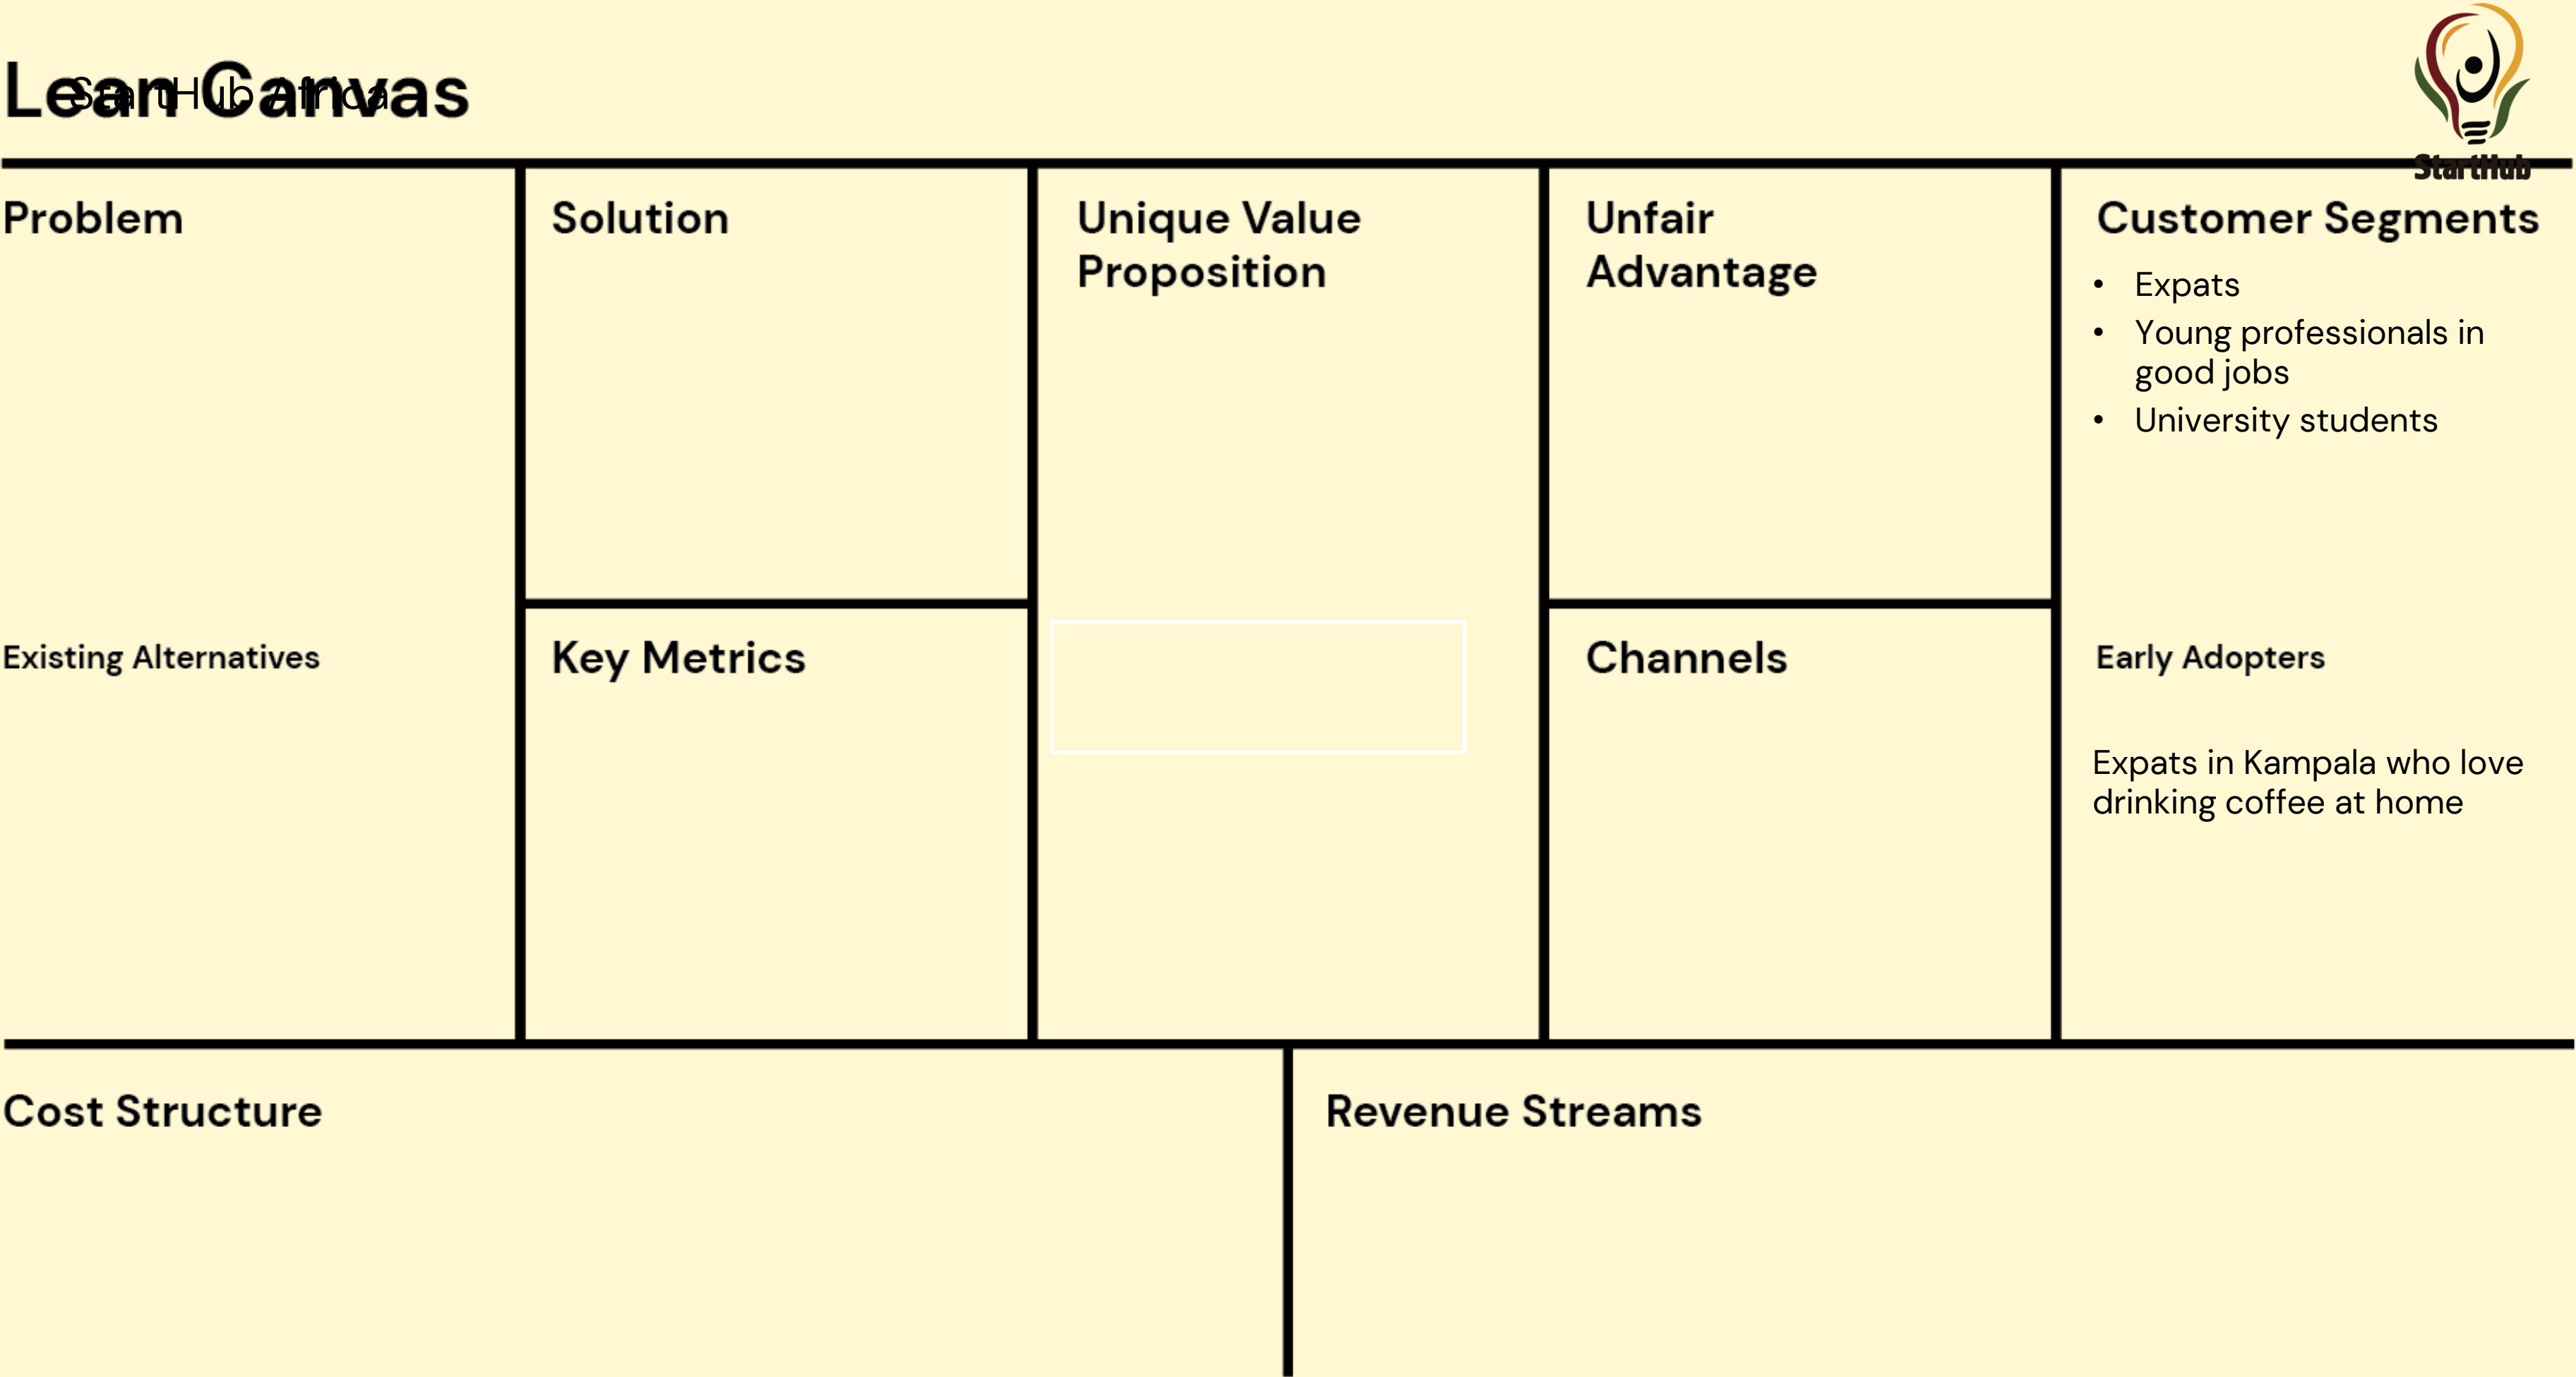 Lean Canvas
StartHub Africa
StartHub
Problem
Solution
Unique Value
Proposition
Unfair
Advantage
Customer Segments
• Expats
• Young professionals in
good jobs
• University students
Existing Alternatives
Key Metrics
Channels
Early Adopters
Expats in Kampala who love
drinking coffee at home
Cost Structure
Revenue Streams